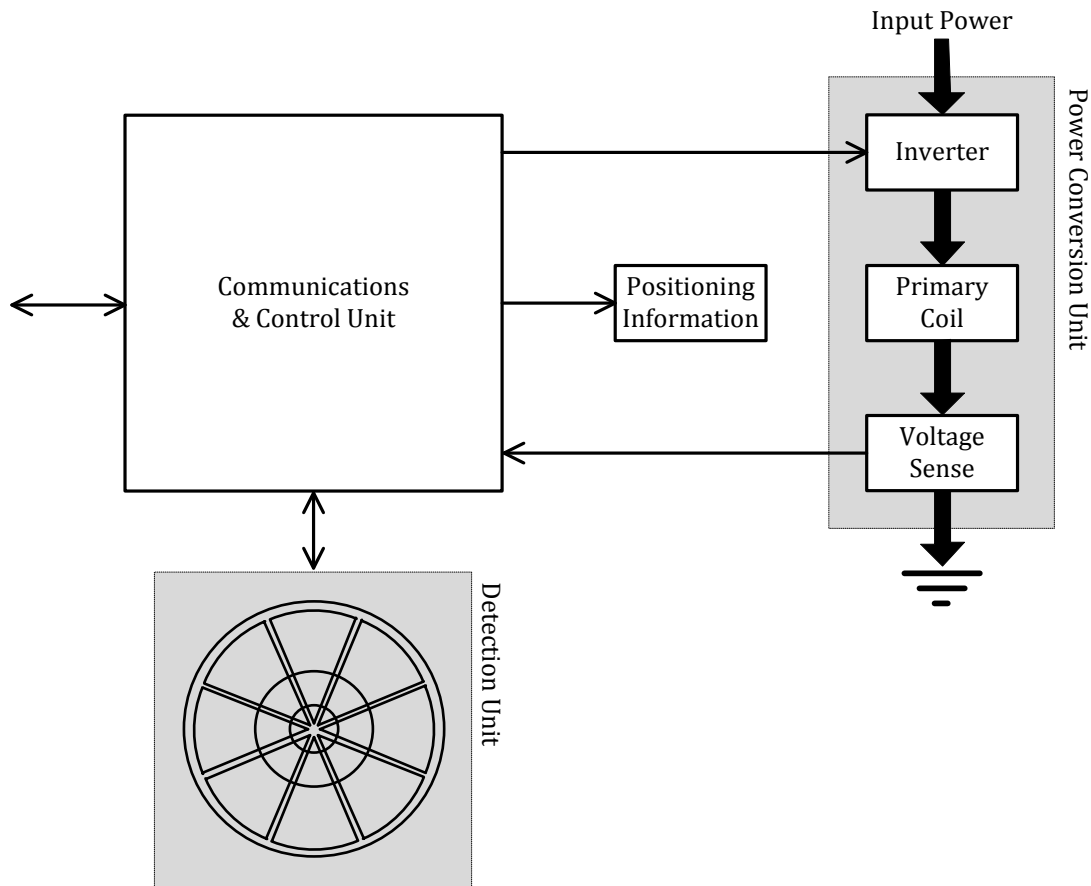 Input Power
Power Conversion Unit
Inverter
Communications
& Control Unit
Positioning
Information
Primary
Coil
Voltage
Sense
Detection Unit